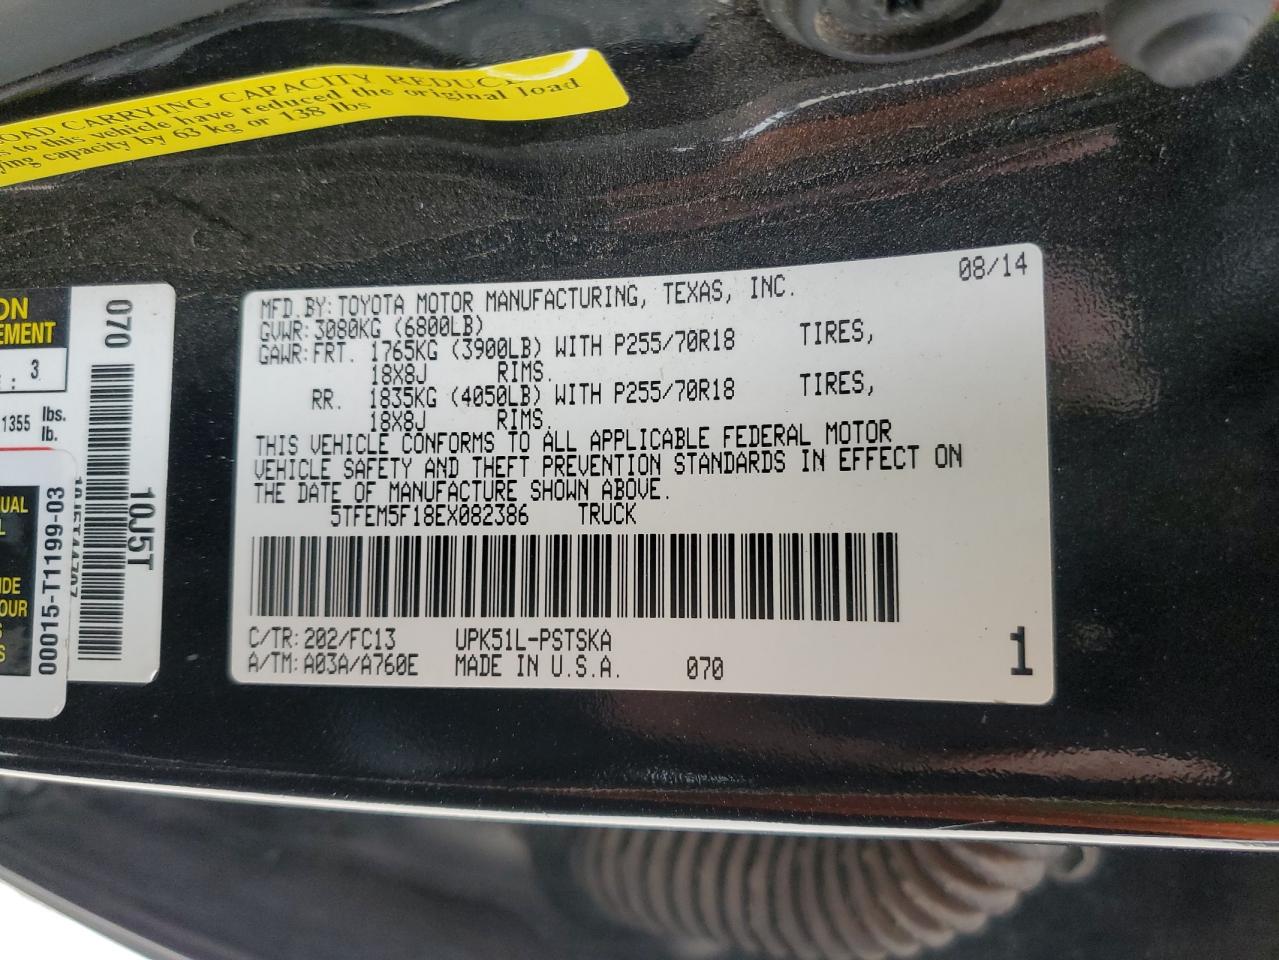 OAD CARRYING CAPACITY REDUC
s to this vehicle have reduced the original load
ying capacity by 63 kg or 138 lbs
ON
EMENT
: 3
1355 lbs.
lb.
070
10J5T
UAL
IDE
OUR
00015-T1199-03
08/14
MFD. BY: TOYOTA MOTOR MANUFACTURING, TEXAS, INC.
GVWR: 3080KG (6800LB)
GAWR: FRT. 1765KG (3900LB) WITH P255/70R18 TIRES,
18X8J RIMS.
RR. 1835KG (4050LB) WITH P255/70R18 TIRES,
18X8J RIMS.
THIS VEHICLE CONFORMS TO ALL APPLICABLE FEDERAL MOTOR
VEHICLE SAFETY AND THEFT PREVENTION STANDARDS IN EFFECT ON
THE DATE OF MANUFACTURE SHOWN ABOVE.
5TFEM5F18EX082386 TRUCK
C/TR: 202/FC13 UPK51L-PSTSKA
A/TM: A03A/A760E MADE IN U.S.A. 070
1